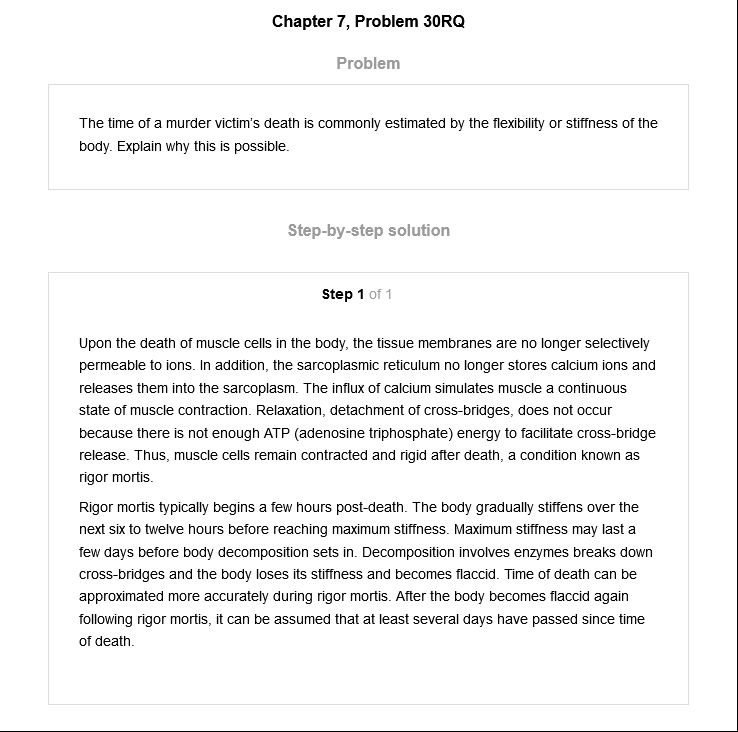 Chapter 7, Problem 30RQ
Problem
The time of a murder victim's death is commonly estimated by the flexibility or stiffness of the
body. Explain why this is possible.
Step-by-step solution
Step 1 of 1
Upon the death of muscle cells in the body, the tissue membranes are no longer selectively
permeable to ions. In addition, the sarcoplasmic reticulum no longer stores calcium ions and
releases them into the sarcoplasm. The influx of calcium simulates muscle a continuous
state of muscle contraction. Relaxation, detachment of cross-bridges, does not occur
because there is not enough ATP (adenosine triphosphate) energy to facilitate cross-bridge
release. Thus, muscle cells remain contracted and rigid after death, a condition known as
rigor mortis.
Rigor mortis typically begins a few hours post-death. The body gradually stiffens over the
next six to twelve hours before reaching maximum stiffness. Maximum stiffness may last a
few days before body decomposition sets in. Decomposition involves enzymes breaks down
cross-bridges and the body loses its stiffness and becomes flaccid. Time of death can be
approximated more accurately during rigor mortis. After the body becomes flaccid again
following rigor mortis, it can be assumed that at least several days have passed since time
of death.